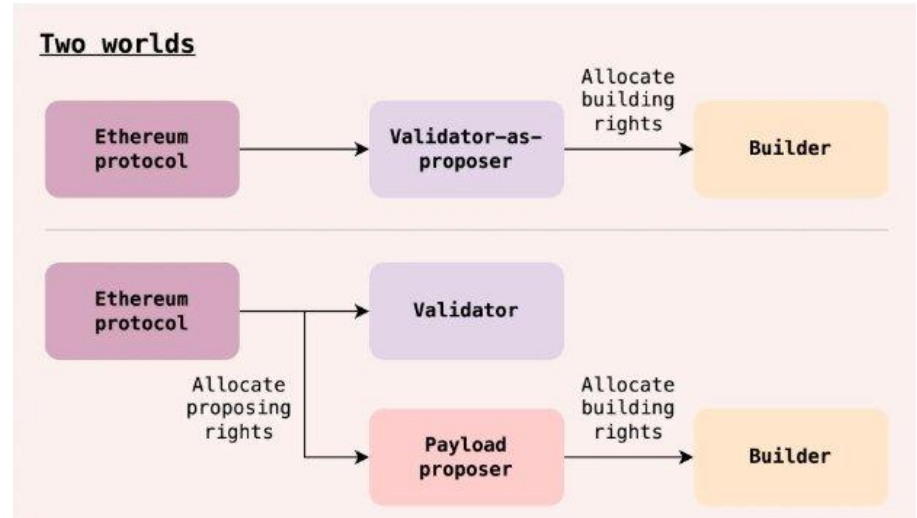 Two worlds
Allocate
building
rights
Ethereum
protocol
Validator-as-
proposer
Builder
Ethereum
protocol
Validator
Allocate
proposing
rights
Allocate
building
rights
Payload
proposer
Builder